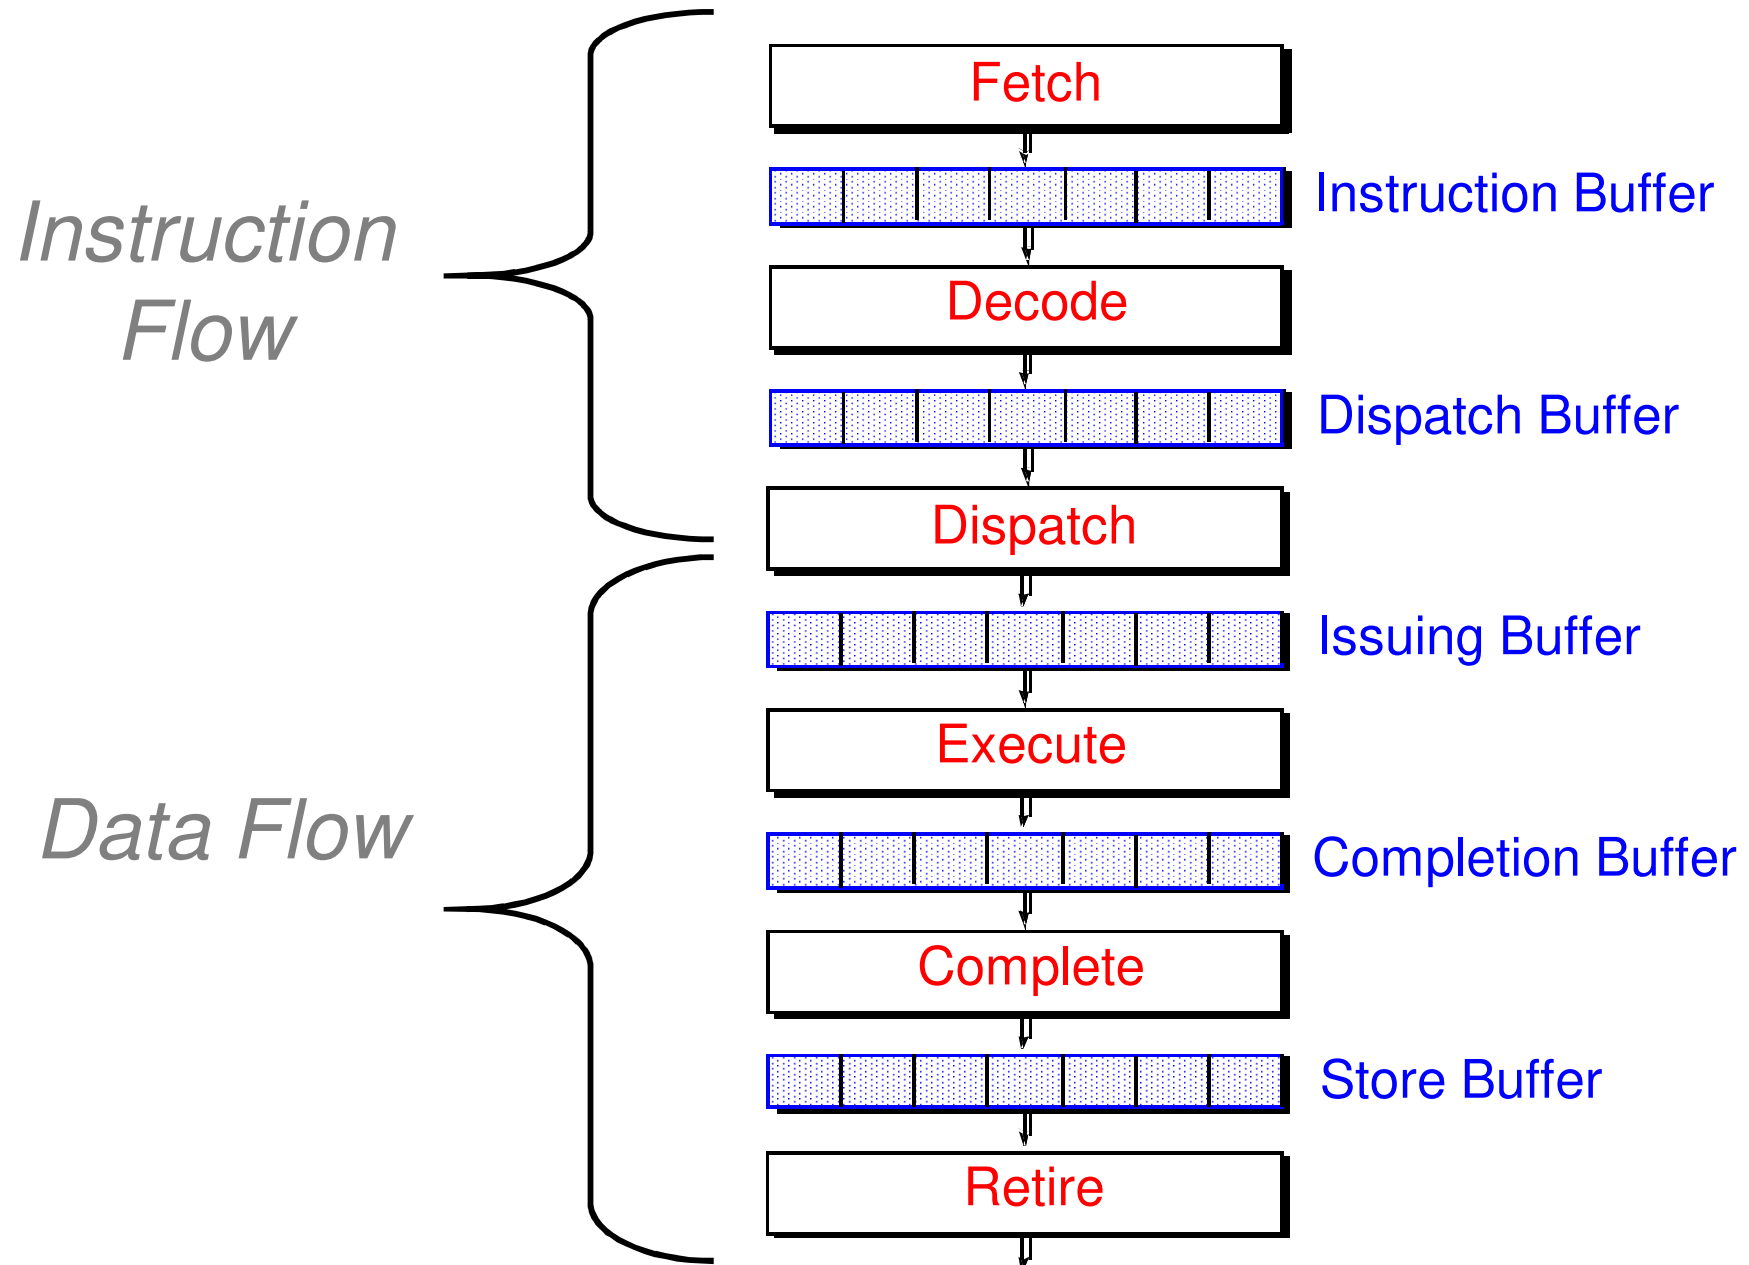 Fetch
Instruction Buffer
Instruction
Flow
Decode
Dispatch Buffer
Dispatch
Issuing Buffer
Execute
Data Flow
Completion Buffer
Complete
Store Buffer
Retire